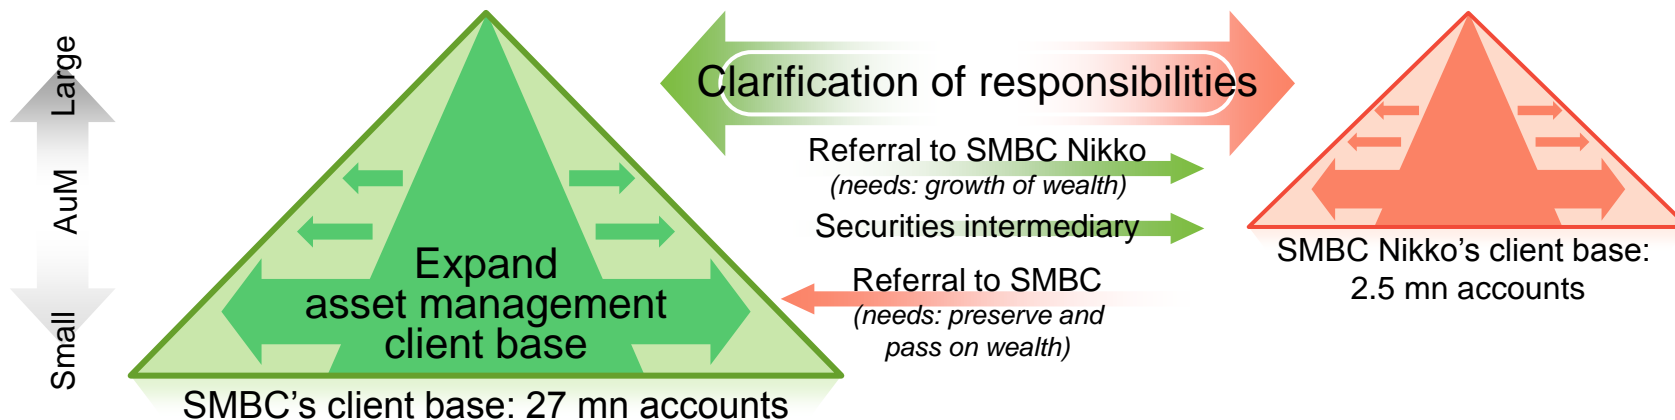 Large
AuM
Small
Expand
asset management
client base
SMBC’s client base: 27 mn accounts
Clarification of responsibilities
Referral to SMBC Nikko
(needs: growth of wealth)
Securities intermediary
Referral to SMBC
(needs: preserve and
pass on wealth)
SMBC Nikko’s client base:
2.5 mn accounts